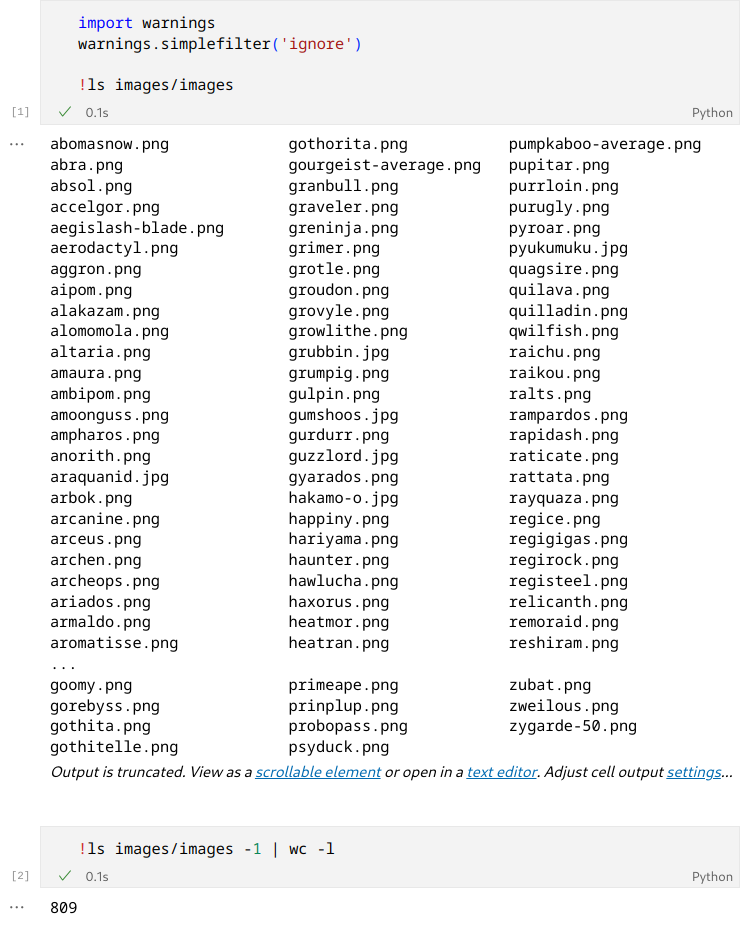 import warnings
warnings.simplefilter('ignore')
!ls images/images
[1] 0.1s Python
... abomasnow.png gothorita.png pumpkaboo-average.png
abra.png gourgeist-average.png pupitar.png
absol.png granbull.png purrloin.png
accelgor.png graveler.png purugly.png
aegislash-blade.png greninja.png pyroar.png
aerodactyl.png grimer.png pyukumuku.jpg
aggron.png grotle.png quagsire.png
aipom.png groudon.png quilava.png
alakazam.png grovyle.png quilladin.png
alomomola.png growlithe.png qwilfish.png
altaria.png grubbin.jpg raichu.png
amaura.png grumpig.png raikou.png
ambipom.png gulpin.png ralts.png
amoonguss.png gumshoos.jpg rampardos.png
ampharos.png gurdurr.png rapidash.png
anorith.png guzzlord.jpg raticate.png
araquanid.jpg gyarados.png rattata.png
arbok.png hakamo-o.jpg rayquaza.png
arcanine.png happiny.png regice.png
arceus.png hariyama.png regigigas.png
archen.png haunter.png regirock.png
archeops.png hawlucha.png registeel.png
ariados.png haxorus.png relicanth.png
armaldo.png heatmor.png remoraid.png
aromatisse.png heatran.png reshiram.png
...
goomy.png primeape.png zubat.png
gorebyss.png prinplup.png zweilous.png
gothita.png probopass.png zygarde-50.png
gothitelle.png psyduck.png
Output is truncated. View as a scrollable element or open in a text editor. Adjust cell output settings...
!ls images/images -1 | wc -l
[2] 0.1s Python
... 809